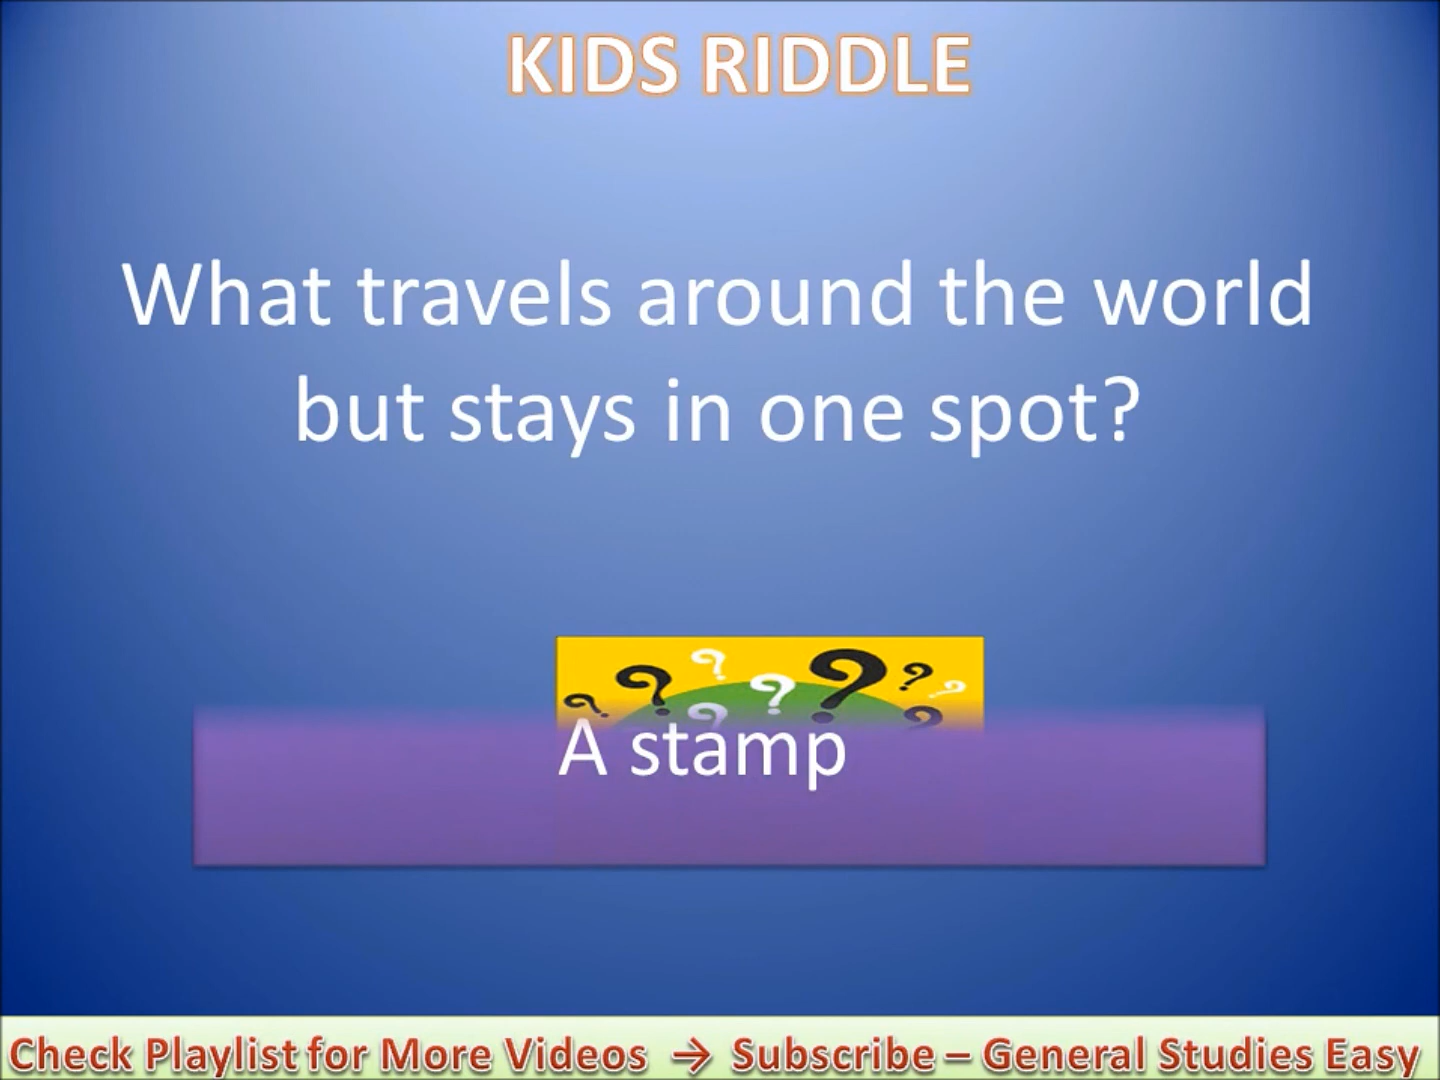 KIDS RIDDLE
What travels around the world
but stays in one spot?
A stamp
Check Playlist for More Videos → Subscribe – General Studies Easy